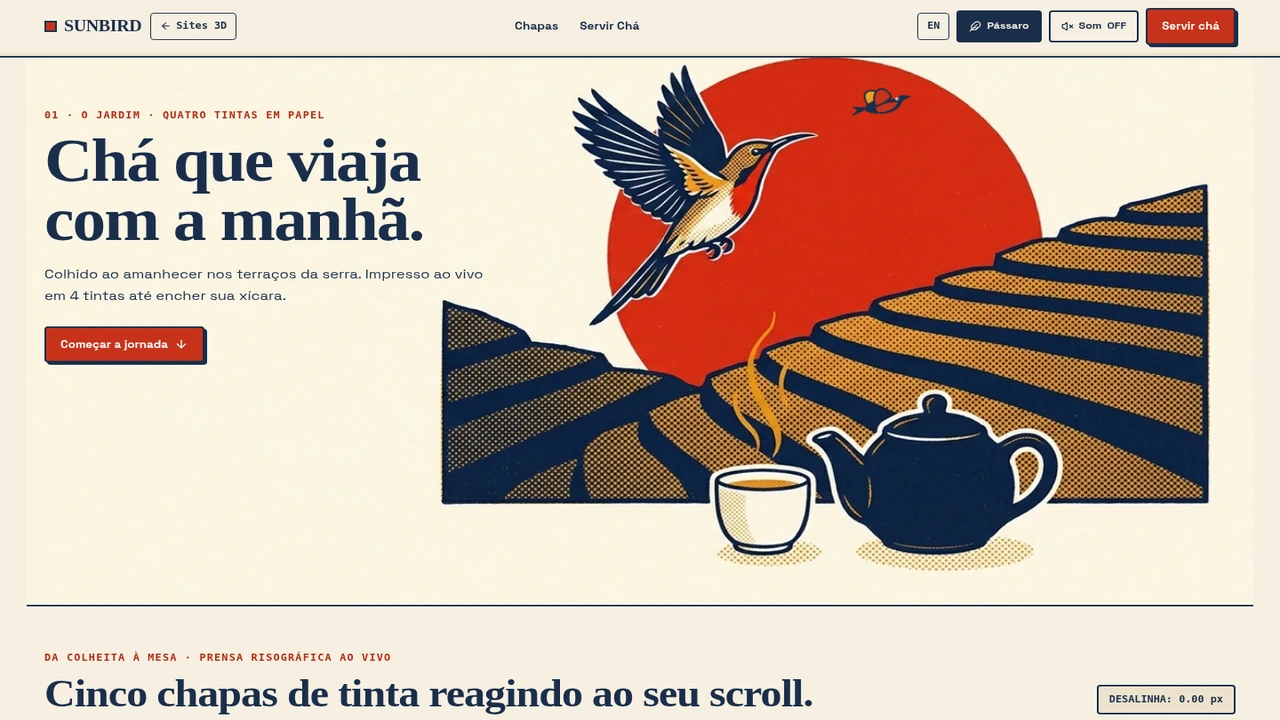 SUNBIRD
← Sites 3D
Chapas
Servir Chá
EN
Pássaro
Som OFF
Servir chá
01 · O JARDIM · QUATRO TINTAS EM PAPEL
Chá que viaja
com a manhã.
Colhido ao amanhecer nos terraços da serra. Impresso ao vivo
em 4 tintas até encher sua xícara.
Começar a jornada ↓
DA COLHEITA À MESA · PRENSA RISOGRÁFICA AO VIVO
Cinco chapas de tinta reagindo ao seu scroll.
DESALINHA: 0.00 px